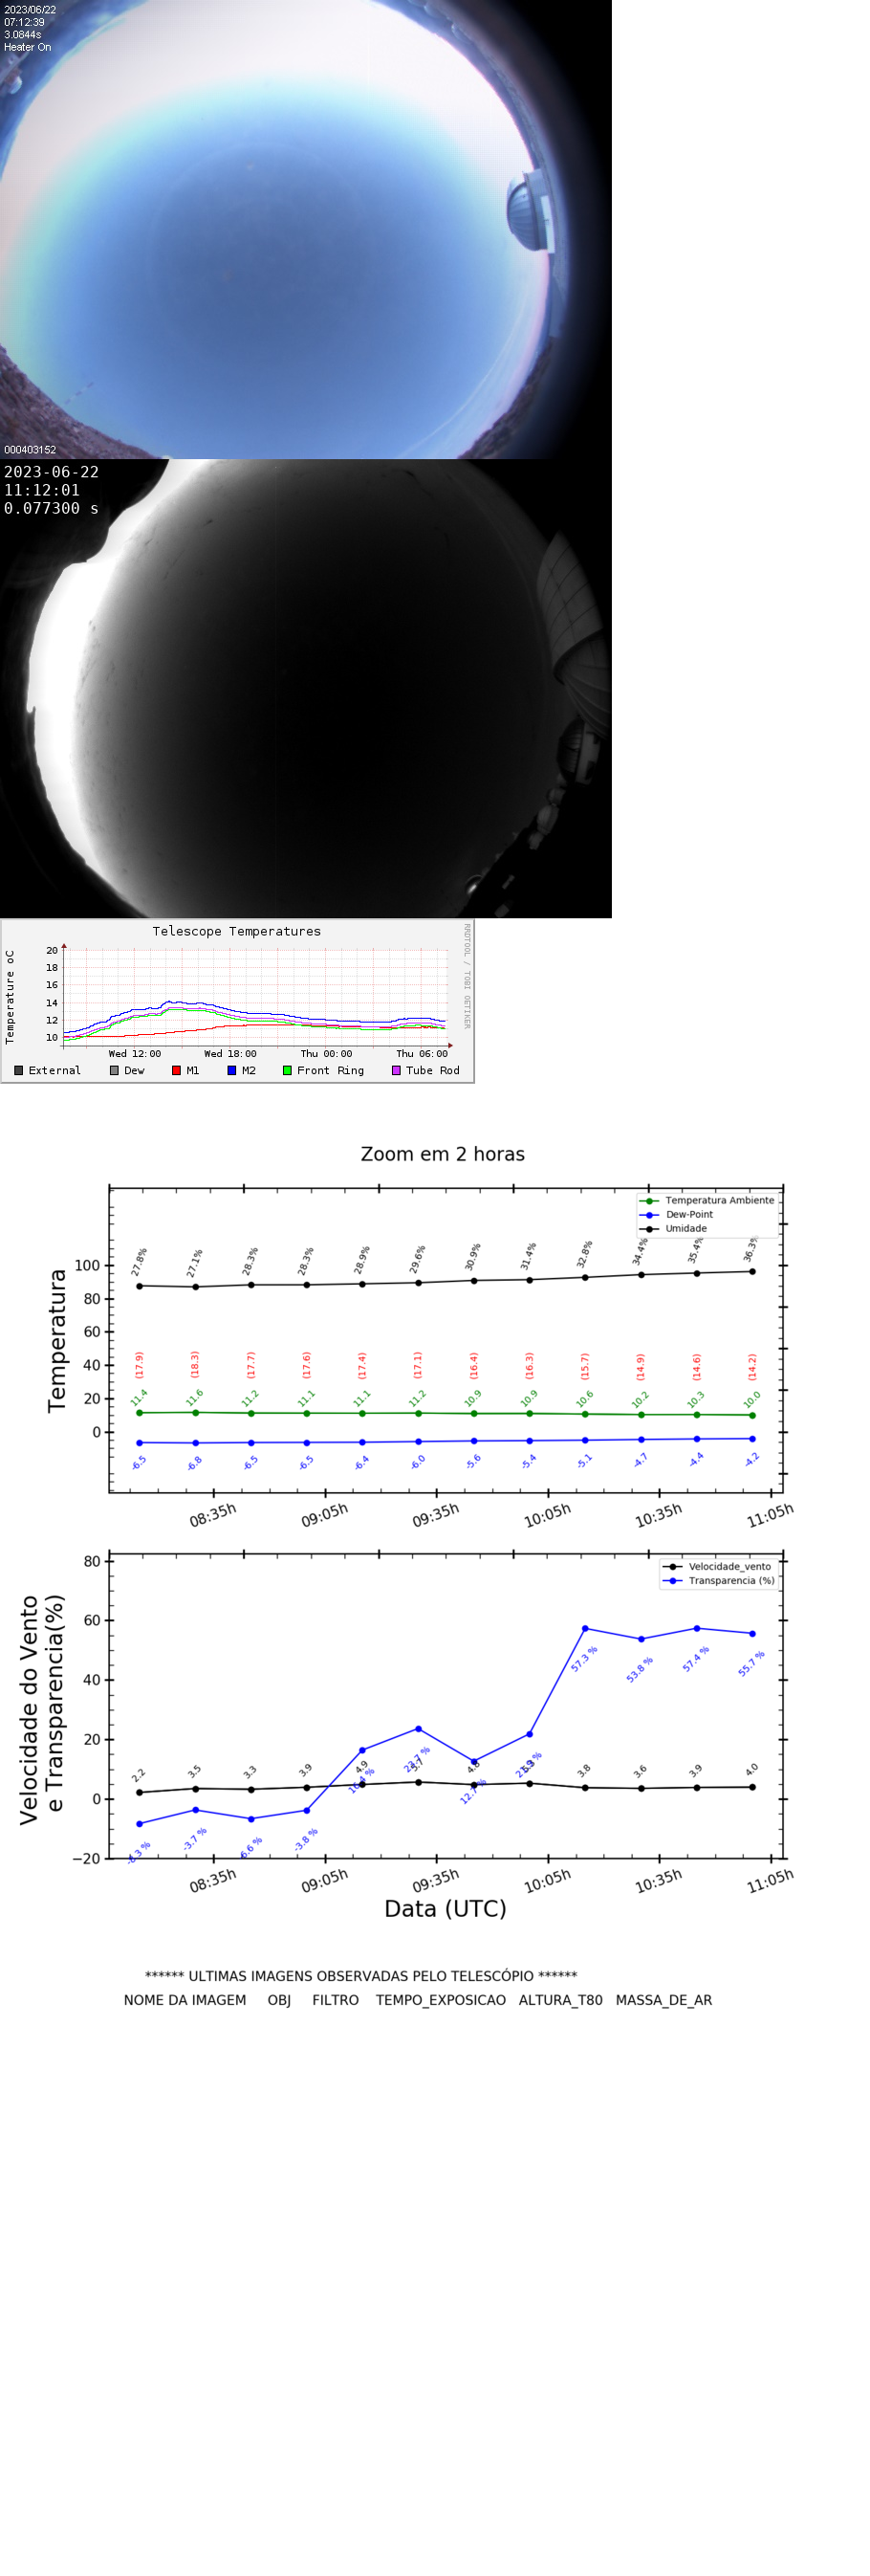 2023/06/22
07:12:39
3.0844s
Heater On
000403152
2023-06-22
11:12:01
0.077300 s
Telescope Temperatures
RRDTOOL / TOBI OETIKER
Temperature oC
20
18
16
14
12
10
Wed 12:00 Wed 18:00 Thu 00:00 Thu 06:00
External Dew M1 M2 Front Ring Tube Rod
Zoom em 2 horas
Temperatura Ambiente
Dew-Point
Umidade
Temperatura
100
80
60
40
20
0
27.8% 27.1% 28.3% 28.3% 28.9% 29.6% 30.9% 31.4% 32.8% 34.4% 35.4% 36.3%
(17.9) (18.3) (17.7) (17.6) (17.4) (17.1) (16.4) (16.3) (15.7) (14.9) (14.6) (14.2)
11.4 11.6 11.2 11.1 11.1 11.2 10.9 10.9 10.6 10.2 10.3 10.0
-6.5 -6.8 -6.5 -6.5 -6.4 -6.0 -5.6 -5.4 -5.1 -4.7 -4.4 -4.2
08:35h 09:05h 09:35h 10:05h 10:35h 11:05h
Velocidade_vento
Transparencia (%)
Velocidade do Vento
e Transparencia(%)
80
60
40
20
0
−20
2.2 3.5 3.3 3.9 4.9 3.8 3.6 3.9 4.0
-3.7 % -3.8 % 57.3 % 53.8 % 57.4 % 55.7 %
08:35h 09:05h 09:35h 10:05h 10:35h 11:05h
Data (UTC)
****** ULTIMAS IMAGENS OBSERVADAS PELO TELESCÓPIO ******
NOME DA IMAGEM OBJ FILTRO TEMPO_EXPOSICAO ALTURA_T80 MASSA_DE_AR